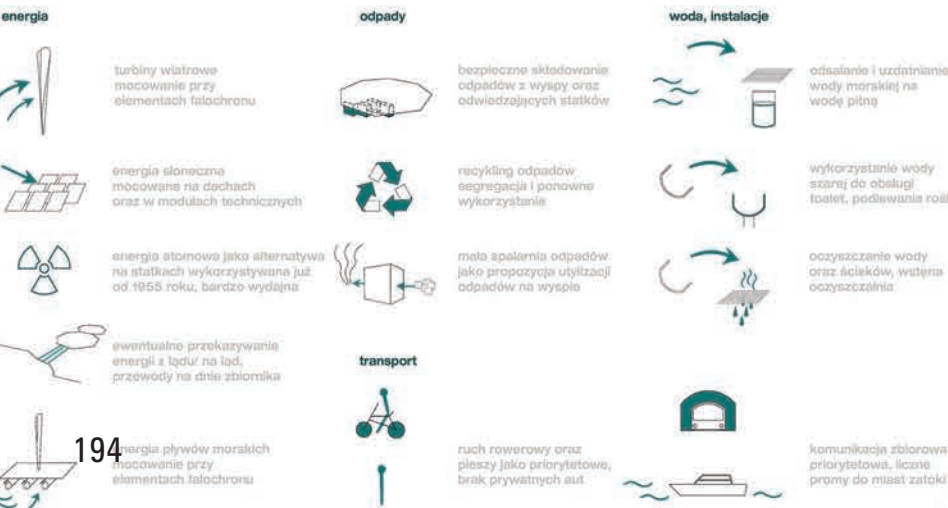 energia
turbiny wiatrowe
mocowanie przy
elementach falochronu
energia słoneczna
mocowane na dachach
oraz w modułach technicznych
energia atomowa jako alternatywa
na statkach wykorzystywana już
od 1955 roku, bardzo wydajna
ewentualne przekazywanie
energii z lądu/ na ląd,
przewody na dnie zbiornika
194
energia pływów morskich
mocowanie przy
elementach falochronu
odpady
bezpieczne składowanie
odpadów z wyspy oraz
odwiedzających statków
recykling odpadów
segregacja i ponowne
wykorzystanie
mała spalarnia odpadów
jako propozycja utylizacji
odpadów na wyspie
transport
ruch rowerowy oraz
pieszy jako priorytetowe,
brak prywatnych aut
woda, instalacje
odsalanie i uzdatnianie
wody morskiej na
wodę pitną
wykorzystanie wody
szarej do obsługi
toalet, podlewania
oczyszczanie wody
oraz ścieków, wstępna
oczyszczalnia
komunikacja zbiorowa
priorytetowa, liczne
promy do miast zatoki